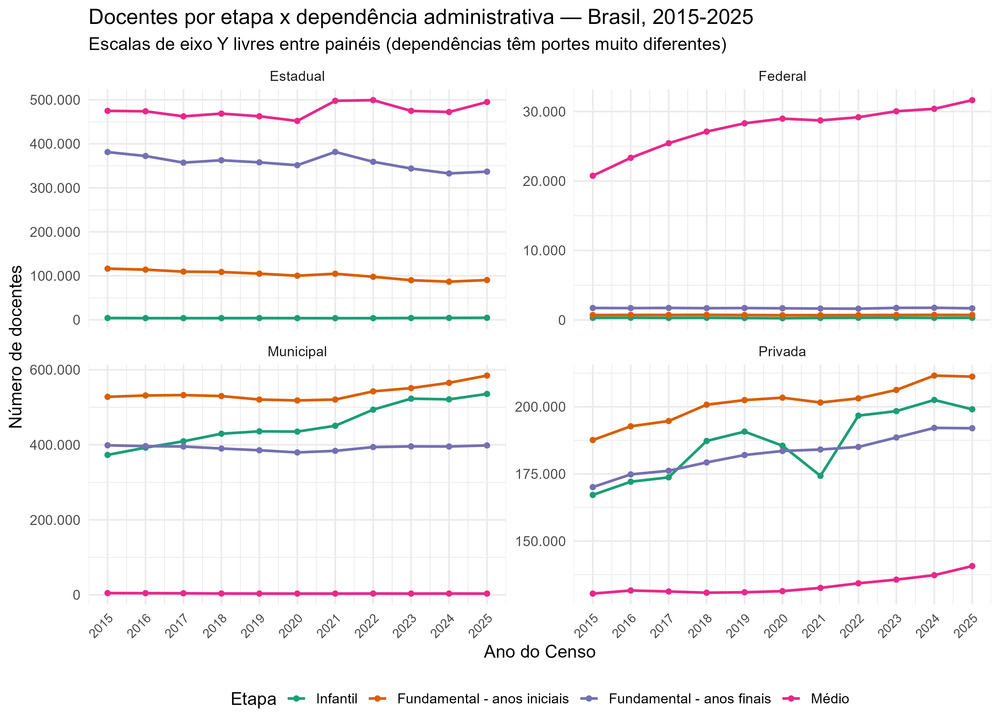 Docentes por etapa x dependência administrativa — Brasil, 2015-2025
Escalas de eixo Y livres entre painéis (dependências têm portes muito diferentes)
Número de docentes
Estadual
500.000
400.000
300.000
200.000
100.000
0
Federal
30.000
20.000
10.000
0
Municipal
600.000
400.000
200.000
0
2015 2016 2017 2018 2019 2020 2021 2022 2023 2024 2025
Privada
200.000
175.000
150.000
2015 2016 2017 2018 2019 2020 2021 2022 2023 2024 2025
Ano do Censo
Etapa Infantil Fundamental - anos iniciais Fundamental - anos finais Médio